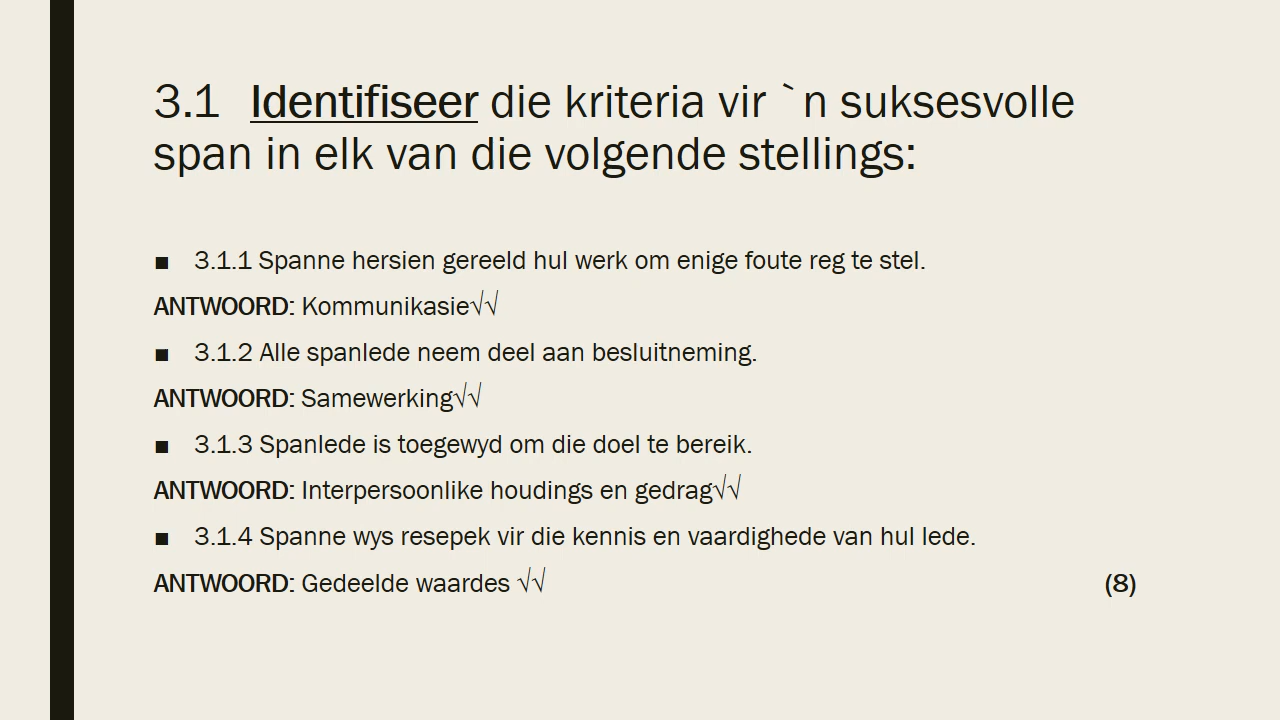 3.1 Identifiseer die kriteria vir `n suksesvolle
span in elk van die volgende stellings:
▪ 3.1.1 Spanne hersien gereeld hul werk om enige foute reg te stel.
ANTWOORD: Kommunikasie√√
▪ 3.1.2 Alle spanlede neem deel aan besluitneming.
ANTWOORD: Samewerking√√
▪ 3.1.3 Spanlede is toegewyd om die doel te bereik.
ANTWOORD: Interpersoonlike houdings en gedrag√√
▪ 3.1.4 Spanne wys resepek vir die kennis en vaardighede van hul lede.
ANTWOORD: Gedeelde waardes √√ (8)